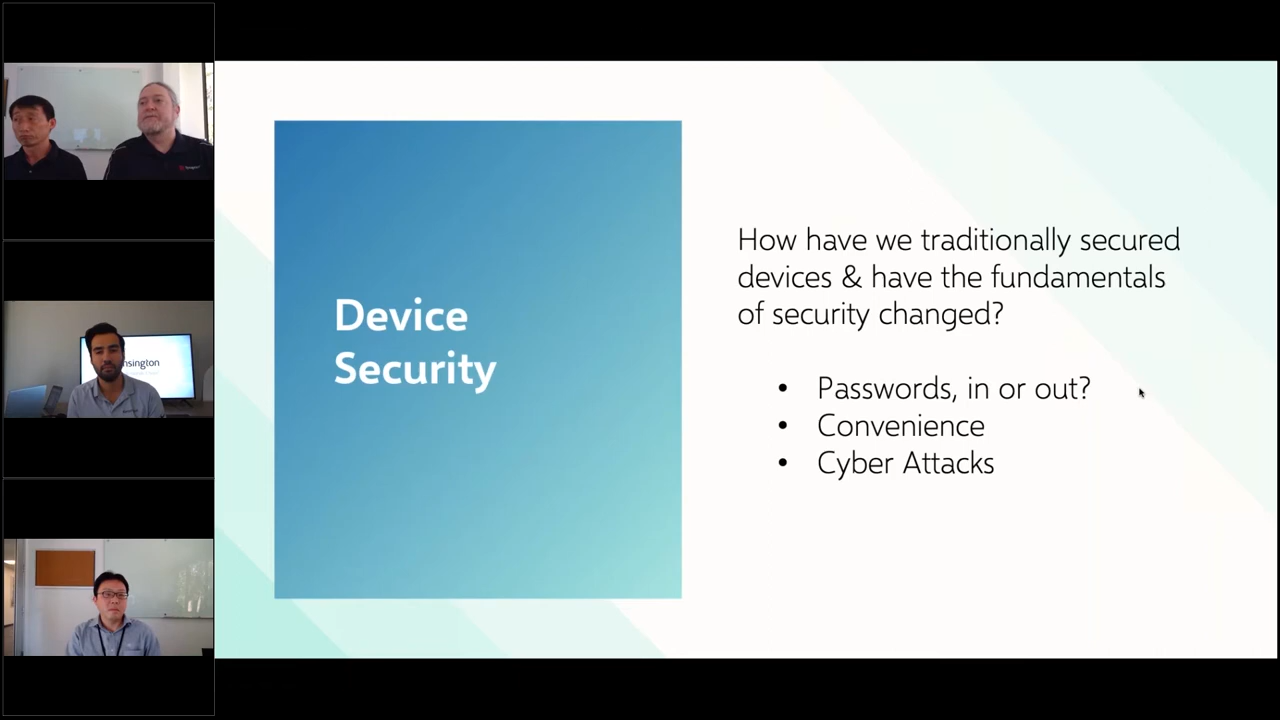 nsington
Device
Security
How have we traditionally secured
devices & have the fundamentals
of security changed?
• Passwords, in or out?
• Convenience
• Cyber Attacks